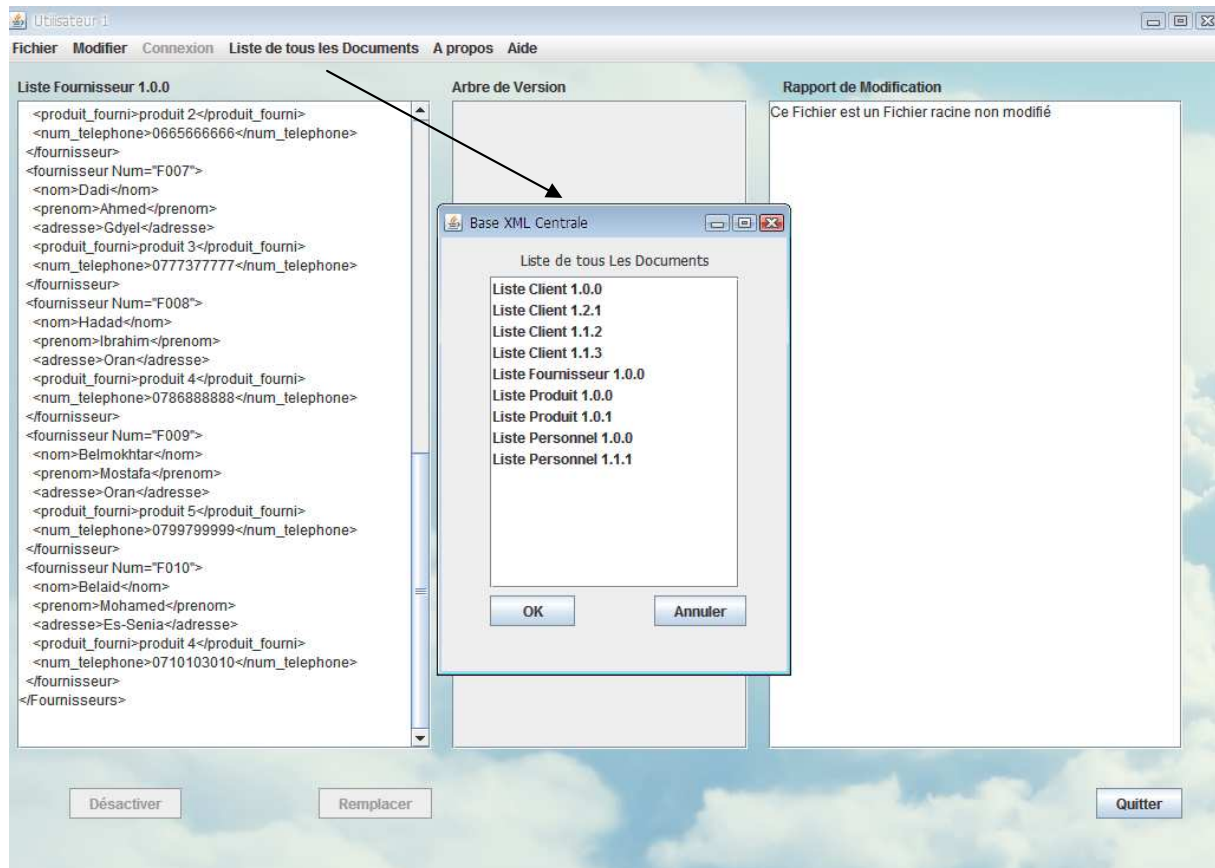 Utilisateur 1
Fichier Modifier Connexion Liste de tous les Documents A propos Aide
Liste Fournisseur 1.0.0
<produit_fourni>produit 2</produit_fourni>
<num_telephone>0665666666</num_telephone>
</fournisseur>
<fournisseur Num="F007">
<nom>Dadi</nom>
<prenom>Ahmed</prenom>
<adresse>Gdyel</adresse>
<produit_fourni>produit 3</produit_fourni>
<num_telephone>0777377777</num_telephone>
</fournisseur>
<fournisseur Num="F008">
<nom>Hadad</nom>
<prenom>Ibrahim</prenom>
<adresse>Oran</adresse>
<produit_fourni>produit 4</produit_fourni>
<num_telephone>0786888888</num_telephone>
</fournisseur>
<fournisseur Num="F009">
<nom>Belmokhtar</nom>
<prenom>Mostafa</prenom>
<adresse>Oran</adresse>
<produit_fourni>produit 5</produit_fourni>
<num_telephone>0799799999</num_telephone>
</fournisseur>
<fournisseur Num="F010">
<nom>Belaid</nom>
<prenom>Mohamed</prenom>
<adresse>Es-Senia</adresse>
<produit_fourni>produit 4</produit_fourni>
<num_telephone>0710103010</num_telephone>
</fournisseur>
</Fournisseurs>
Arbre de Version
Base XML Centrale
Liste de tous Les Documents
Liste Client 1.0.0
Liste Client 1.2.1
Liste Client 1.1.2
Liste Client 1.1.3
Liste Fournisseur 1.0.0
Liste Produit 1.0.0
Liste Produit 1.0.1
Liste Personnel 1.0.0
Liste Personnel 1.1.1
OK Annuler
Rapport de Modification
Ce Fichier est un Fichier racine non modifié
Désactiver Remplacer Quitter